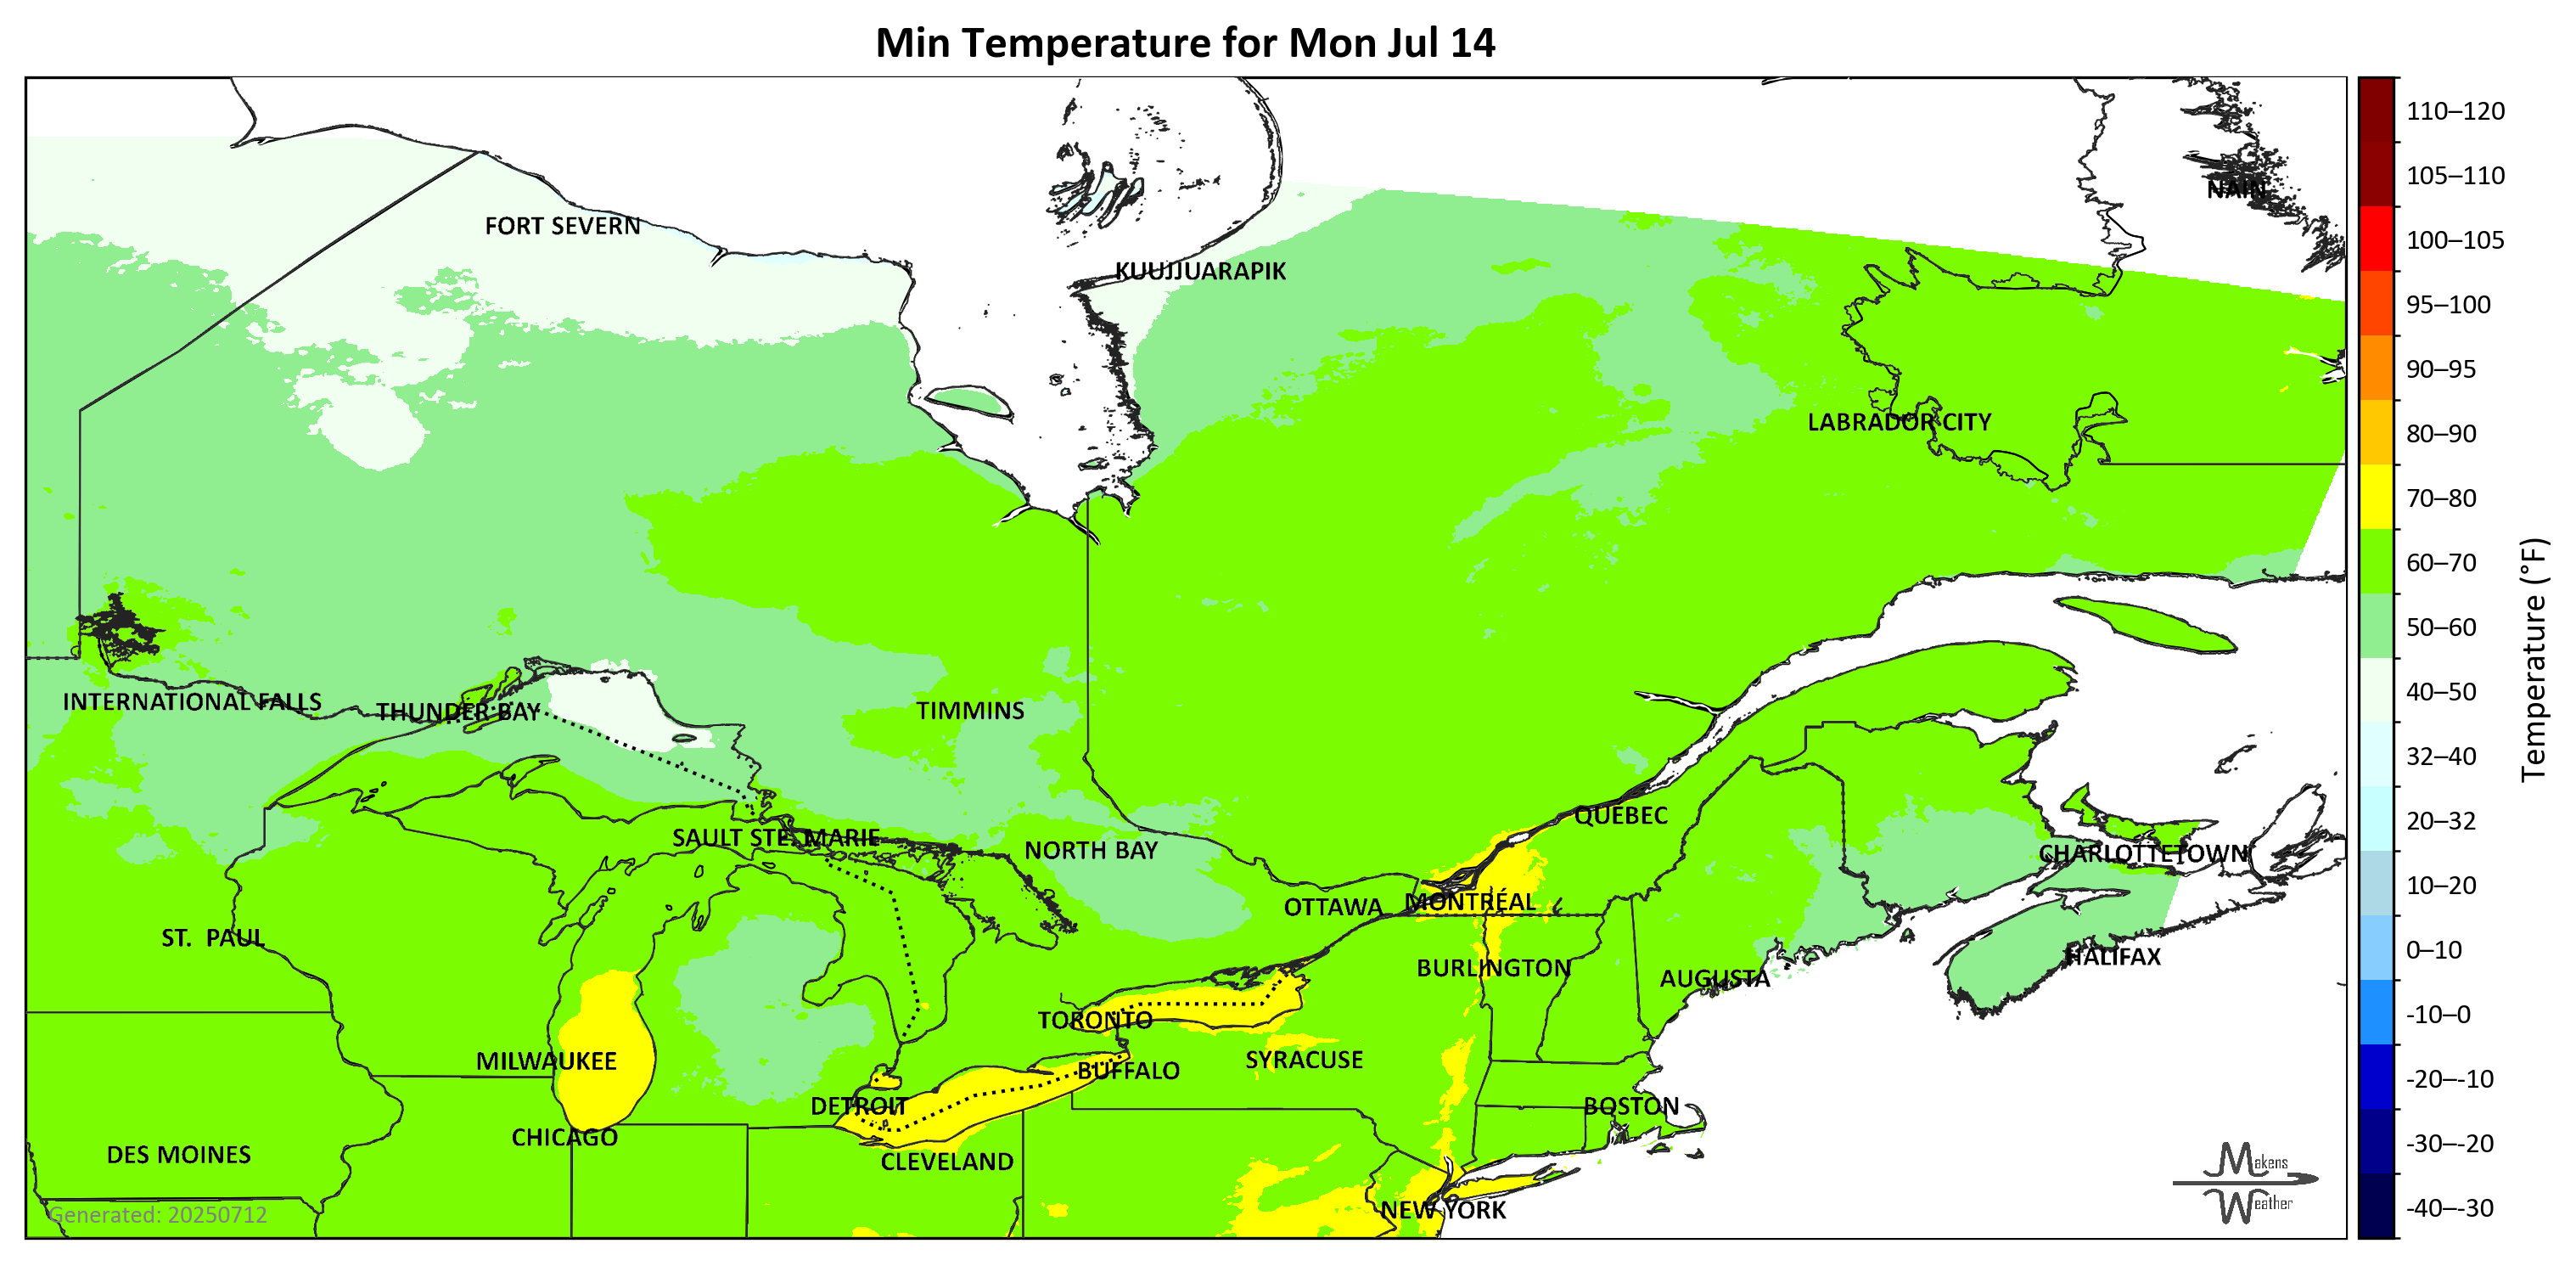 Min Temperature for Mon Jul 14
NAIN
FORT SEVERN
KUUJJUARAPIK
LABRADOR CITY
INTERNATIONAL FALLS
THUNDER BAY
TIMMINS
QUÉBEC
SAULT STE. MARIE
NORTH BAY
CHARLOTTETOWN
OTTAWA
MONTRÉAL
ST. PAUL
HALIFAX
BURLINGTON
AUGUSTA
TORONTO
MILWAUKEE
SYRACUSE
BUFFALO
DETROIT
BOSTON
CHICAGO
DES MOINES
CLEVELAND
NEW YORK
Generated: 20250712
Makens
Weather
110–120
105–110
100–105
95–100
90–95
80–90
70–80
60–70
50–60
40–50
32–40
20–32
10–20
0–10
-10–0
-20–-10
-30–-20
-40–-30
Temperature (°F)